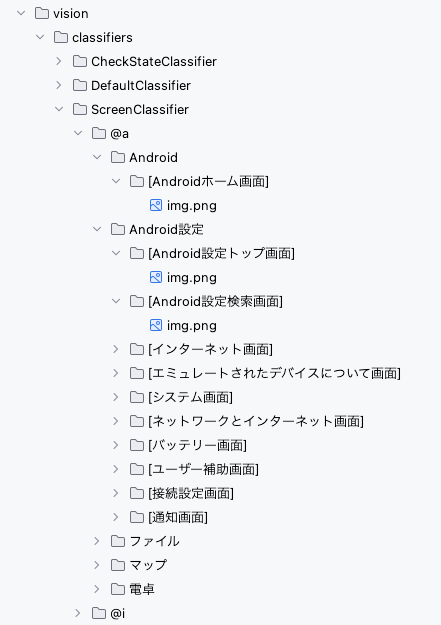 vision
classifiers
CheckStateClassifier
DefaultClassifier
ScreenClassifier
@a
Android
[Androidホーム画面]
img.png
Android設定
[Android設定トップ画面]
img.png
[Android設定検索画面]
img.png
[インターネット画面]
[エミュレートされたデバイスについて画面]
[システム画面]
[ネットワークとインターネット画面]
[バッテリー画面]
[ユーザー補助画面]
[接続設定画面]
[通知画面]
ファイル
マップ
電卓
@i